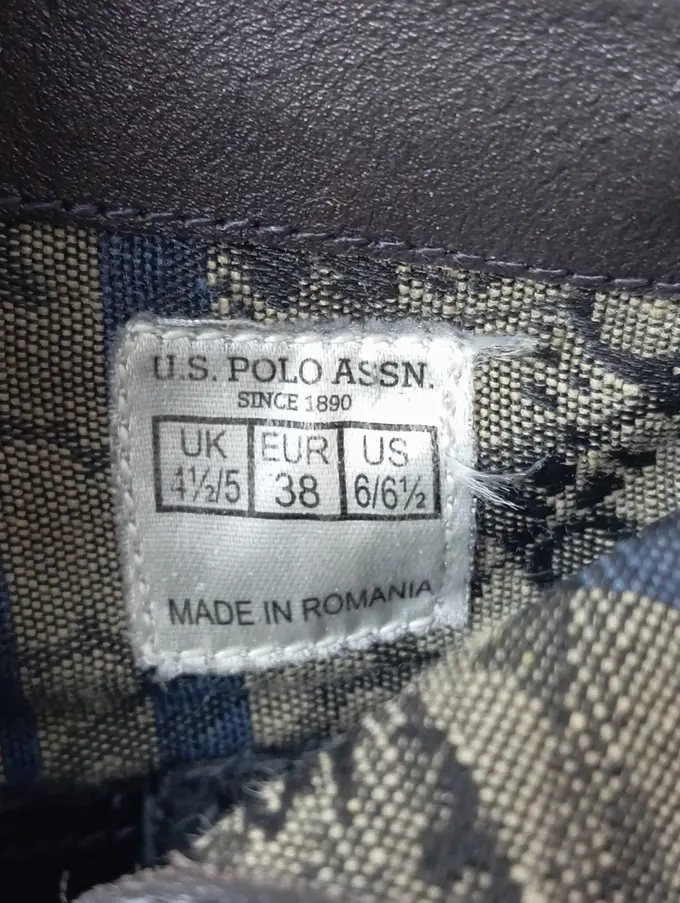 U.S. POLO ASSN.
SINCE 1890
UK EUR US
4½/5 38 6/6½
MADE IN ROMANIA